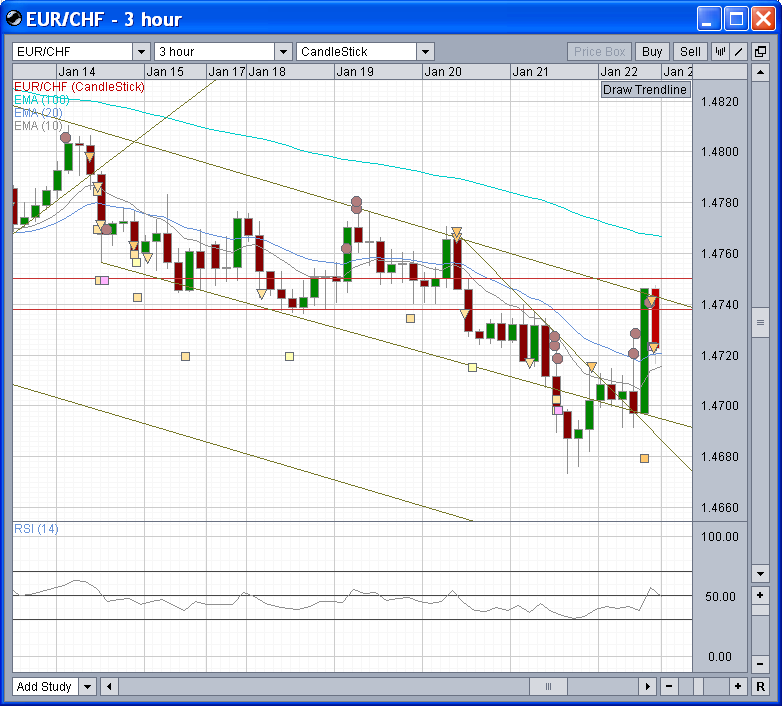 EUR/CHF - 3 hour
EUR/CHF 3 hour CandleStick Price Box Buy Sell
Jan 14 Jan 15 Jan 17 Jan 18 Jan 19 Jan 20 Jan 21 Jan 22 Jan 2
EUR/CHF (CandleStick)
Draw Trendline
EMA (100)
EMA (20)
EMA (10)
1.4820
1.4800
1.4780
1.4760
1.4740
1.4720
1.4700
1.4680
1.4660
RSI (14)
100.00
50.00
0.00
Add Study
R